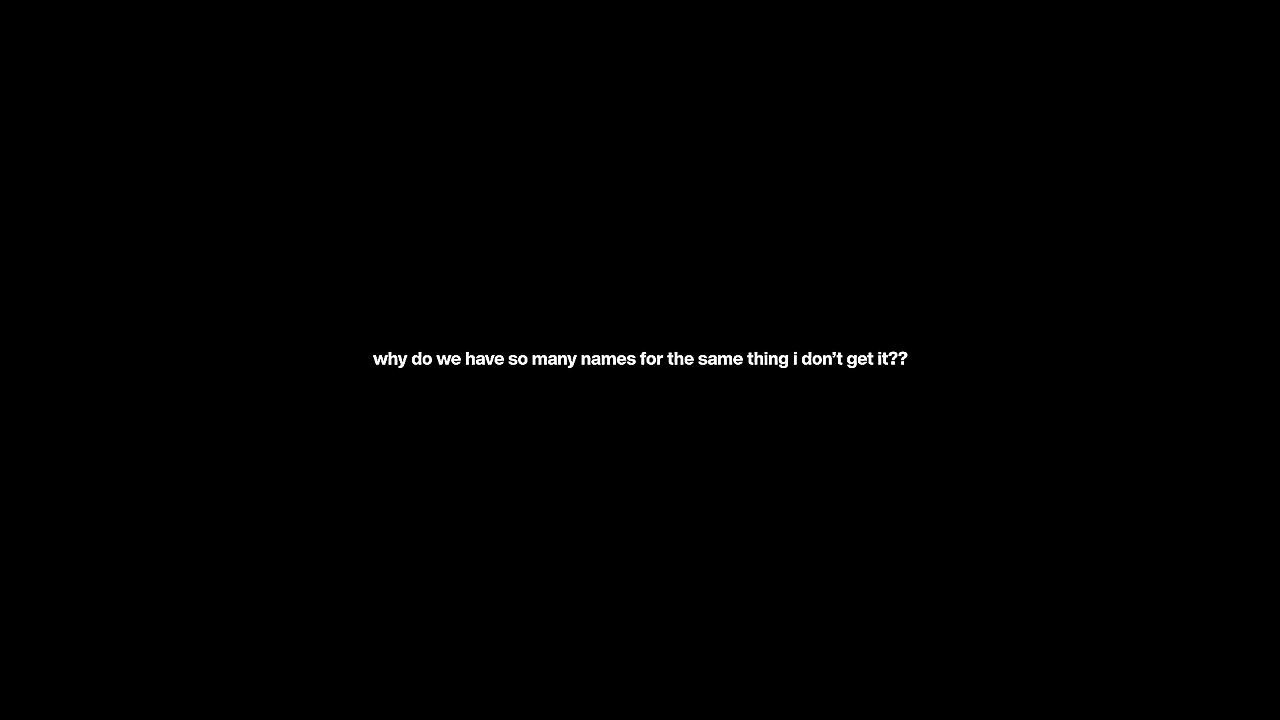 why do we have so many names for the same thing i don’t get it??